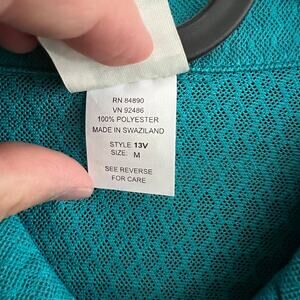 RN 84890
VN 92486
100% POLYESTER
MADE IN SWAZILAND
STYLE 13V
SIZE: M
SEE REVERSE
FOR CARE